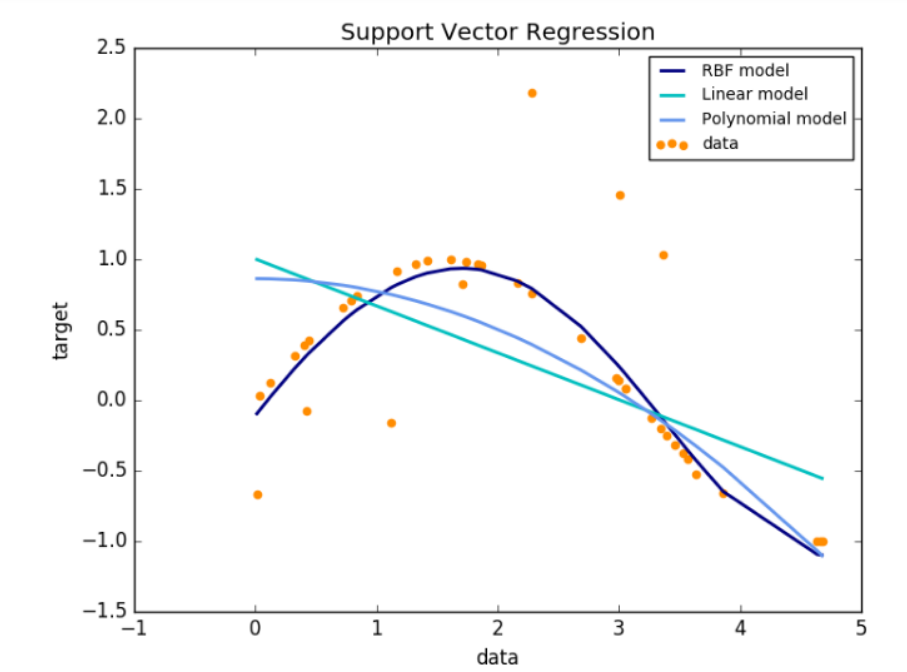 Support Vector Regression
2.5
2.0
1.5
1.0
0.5
0.0
−0.5
−1.0
−1.5
target
RBF model
Linear model
Polynomial model
data
−1 0 1 2 3 4 5
data